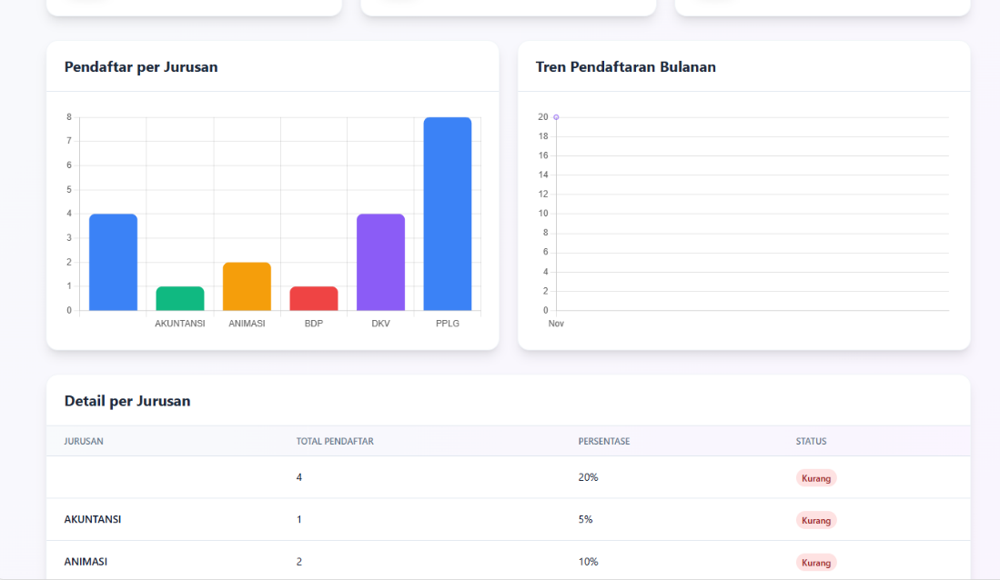 Pendaftar per Jurusan
8
7
6
5
4
3
2
1
0
AKUNTANSI ANIMASI BDP DKV PPLG
Tren Pendaftaran Bulanan
20
18
16
14
12
10
8
6
4
2
0
Nov
Detail per Jurusan
JURUSAN TOTAL PENDAFTAR PERSENTASE STATUS
4 20% Kurang
AKUNTANSI 1 5% Kurang
ANIMASI 2 10% Kurang